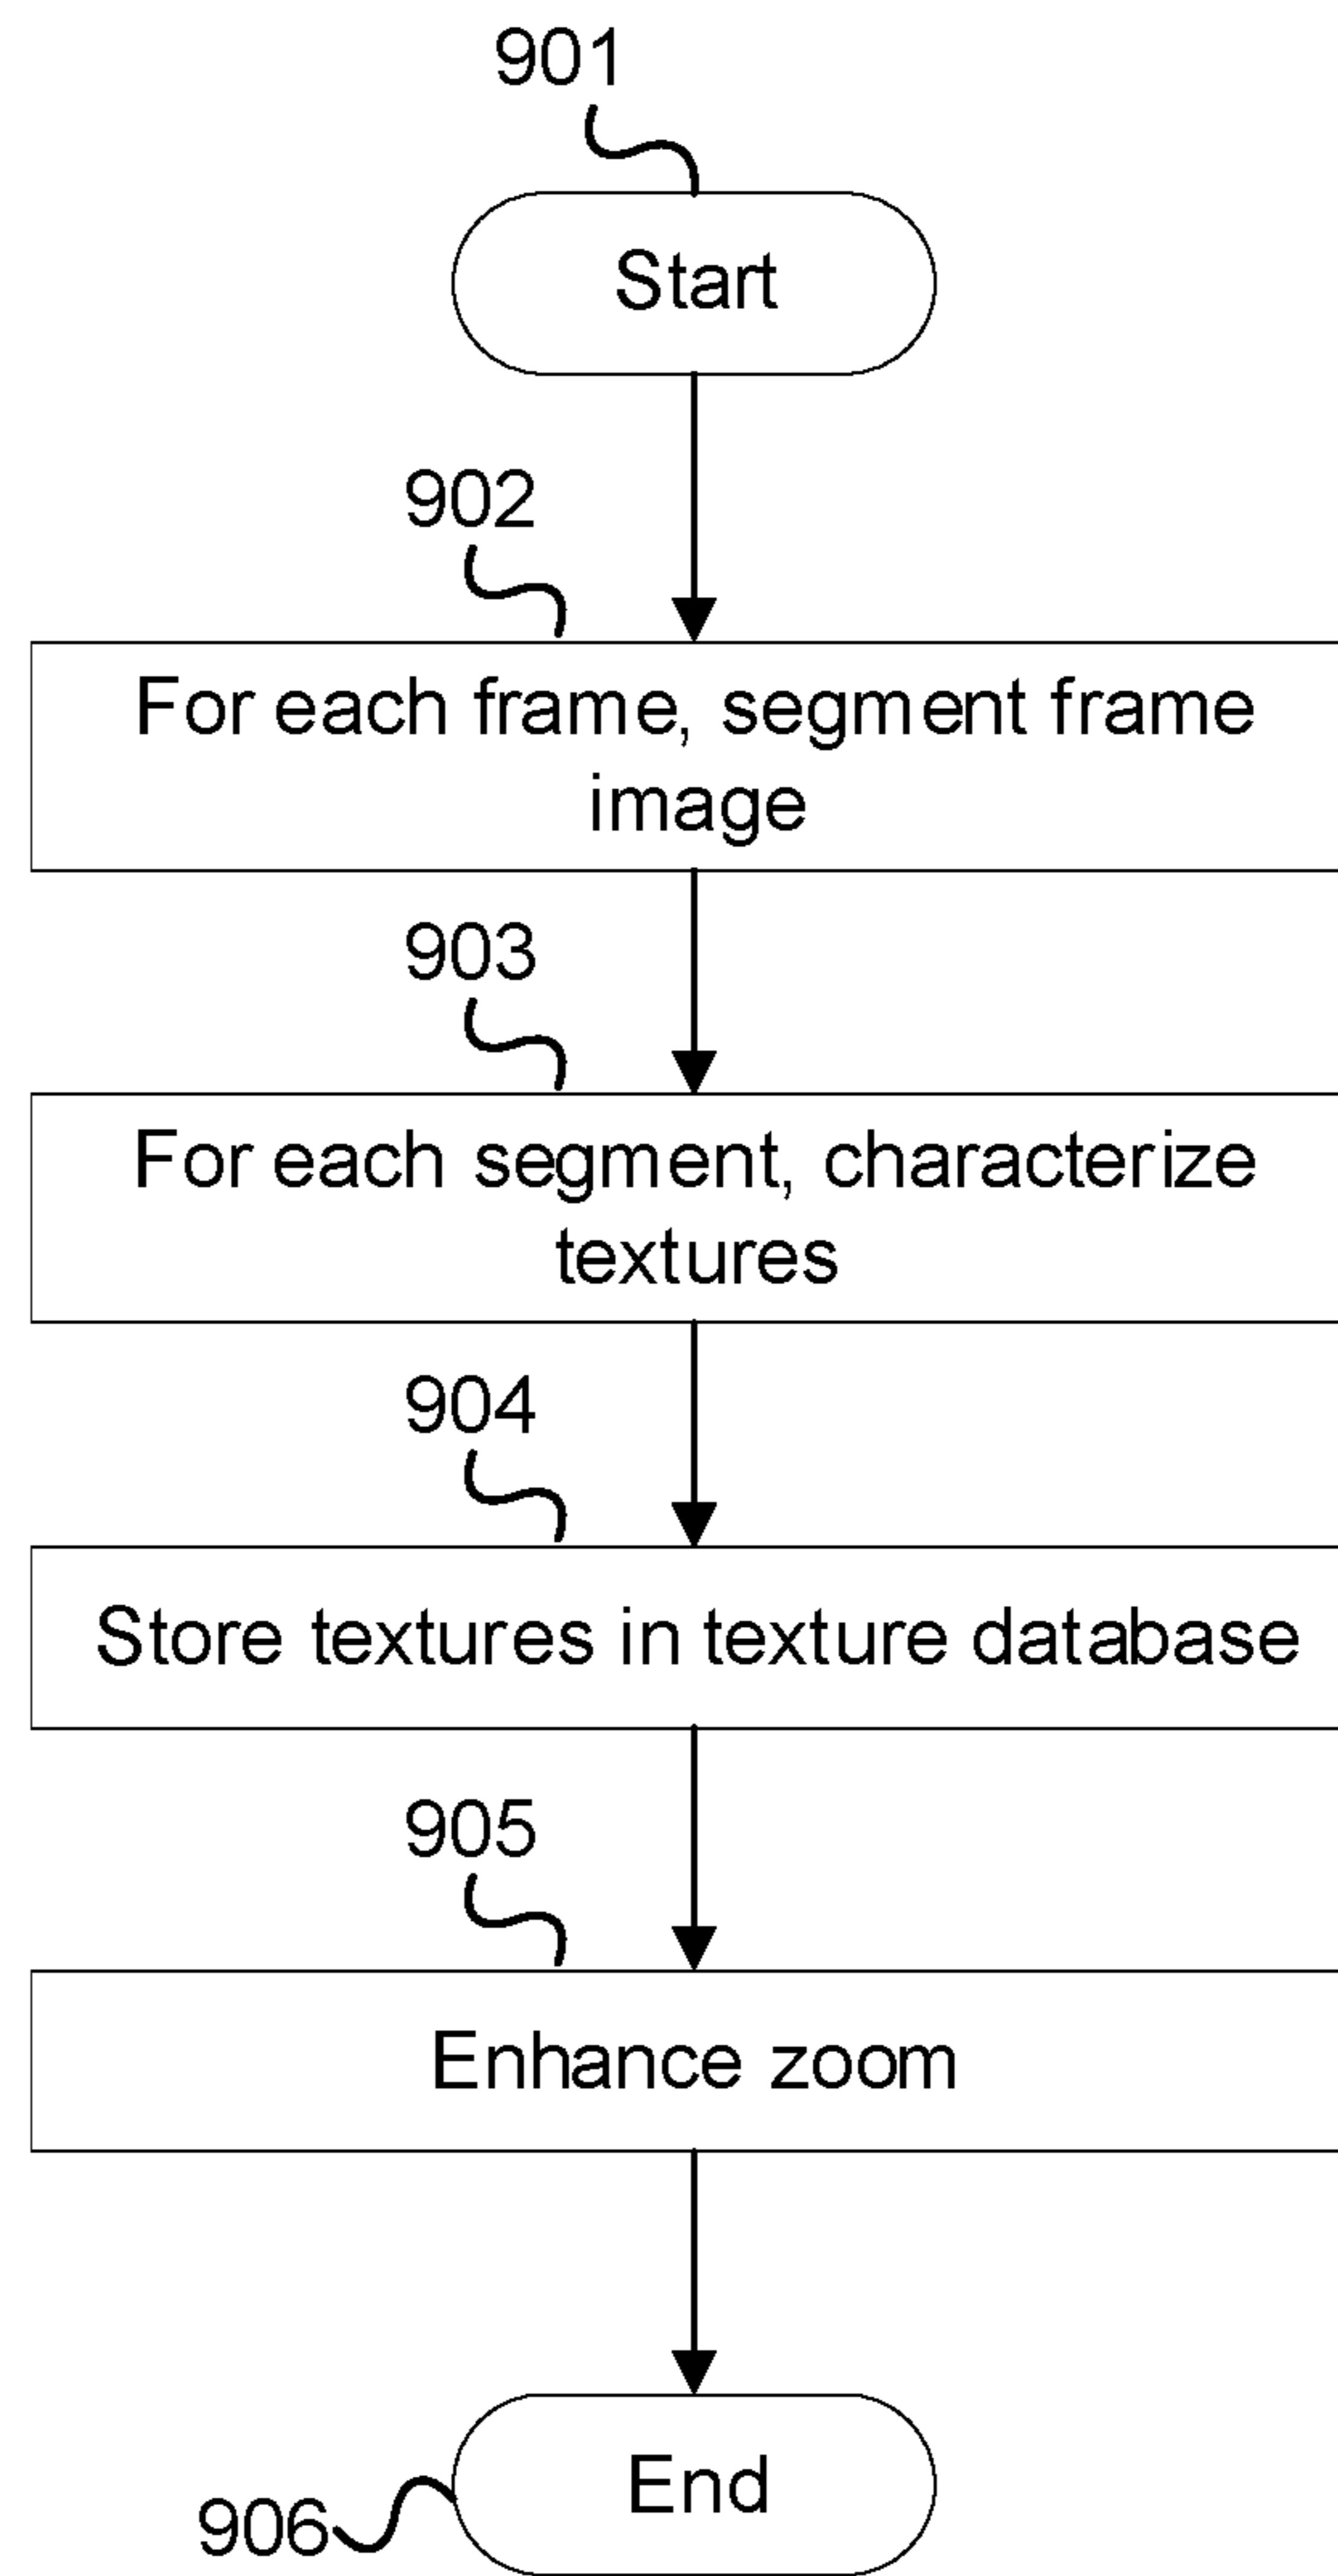 901
Start
902
For each frame, segment frame
image
903
For each segment, characterize
textures
904
Store textures in texture database
905
Enhance zoom
End
906